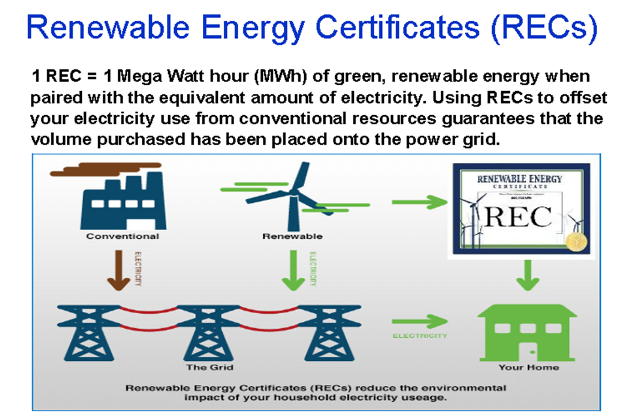 Renewable Energy Certificates (RECs)
1 REC = 1 Mega Watt hour (MWh) of green, renewable energy when
paired with the equivalent amount of electricity. Using RECs to offset
your electricity use from conventional resources guarantees that the
volume purchased has been placed onto the power grid.
RENEWABLE ENERGY
CERTIFICATE
REC
Conventional
Renewable
ELECTRICITY
ELECTRICITY
ELECTRICITY
The Grid
Your Home
Renewable Energy Certificates (RECs) reduce the environmental
impact of your household electricity useage.